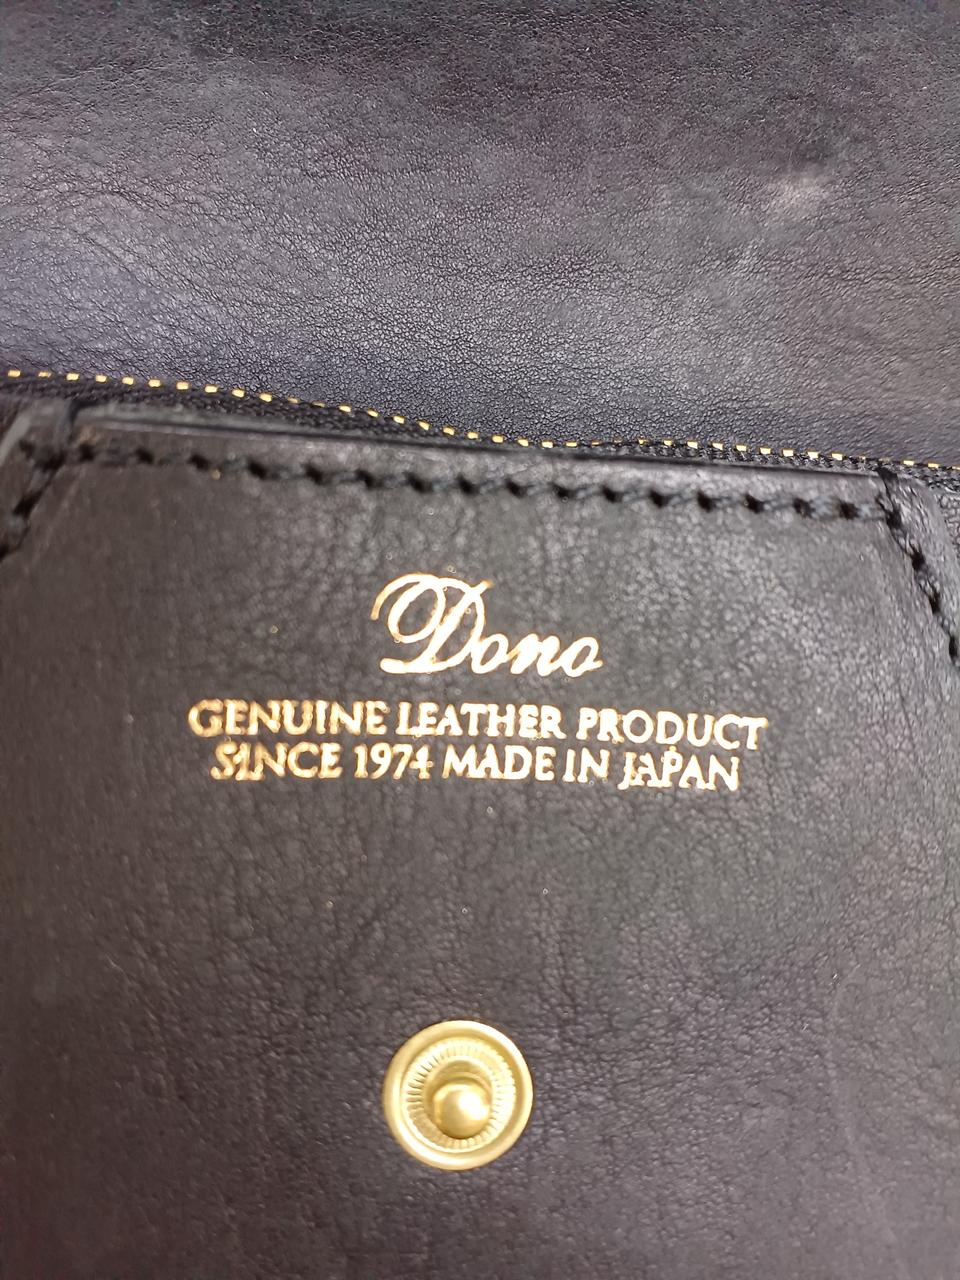 Dono
GENUINE LEATHER PRODUCT
SINCE 1974 MADE IN JAPAN